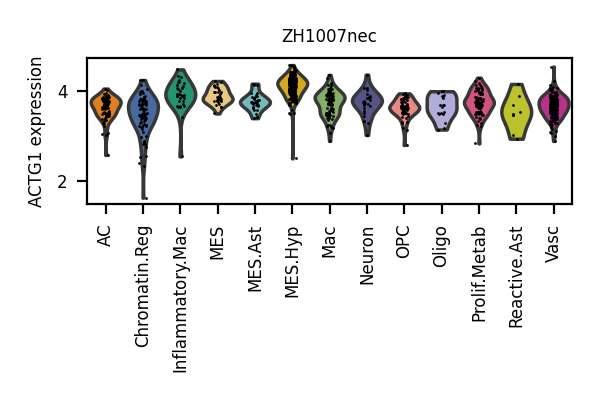 ZH1007nec
ACTG1 expression
4
2
AC
Chromatin.Reg
Inflammatory.Mac
MES
MES.Ast
MES.Hyp
Mac
Neuron
OPC
Oligo
Prolif.Metab
Reactive.Ast
Vasc